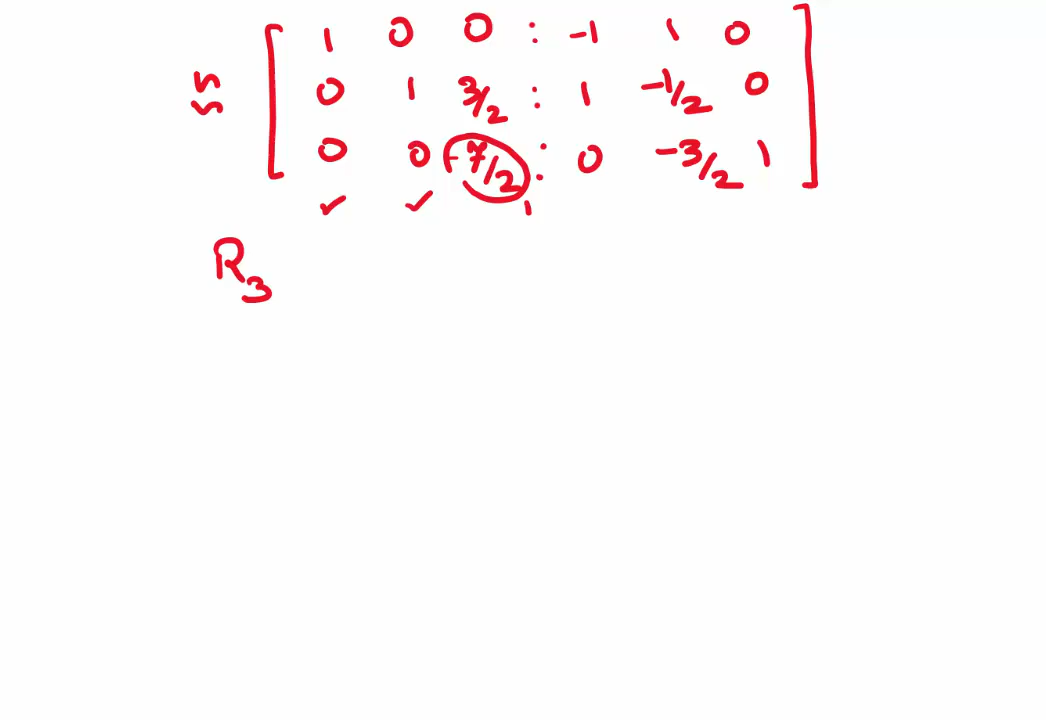 ≈ [ 1 0 0 : -1 1 0
0 1 3/2 : 1 -1/2 0
0 0 -7/2 : 0 -3/2 1 ]
✓ ✓
R3